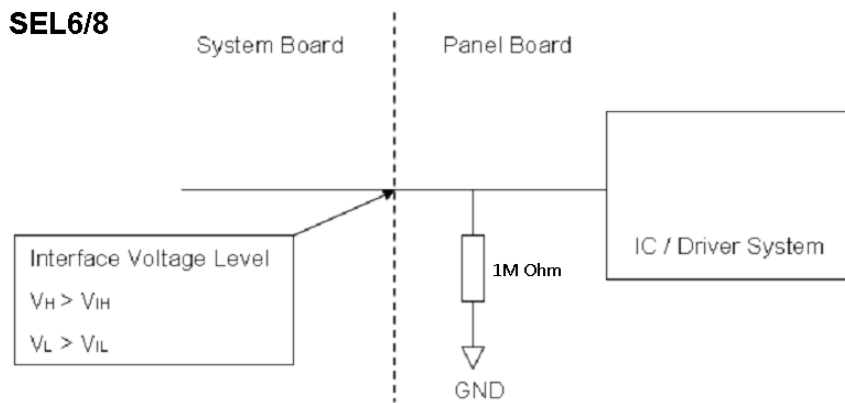 SEL6/8
System Board
Panel Board
Interface Voltage Level
VH > VIH
VL > VIL
1M Ohm
IC / Driver System
GND